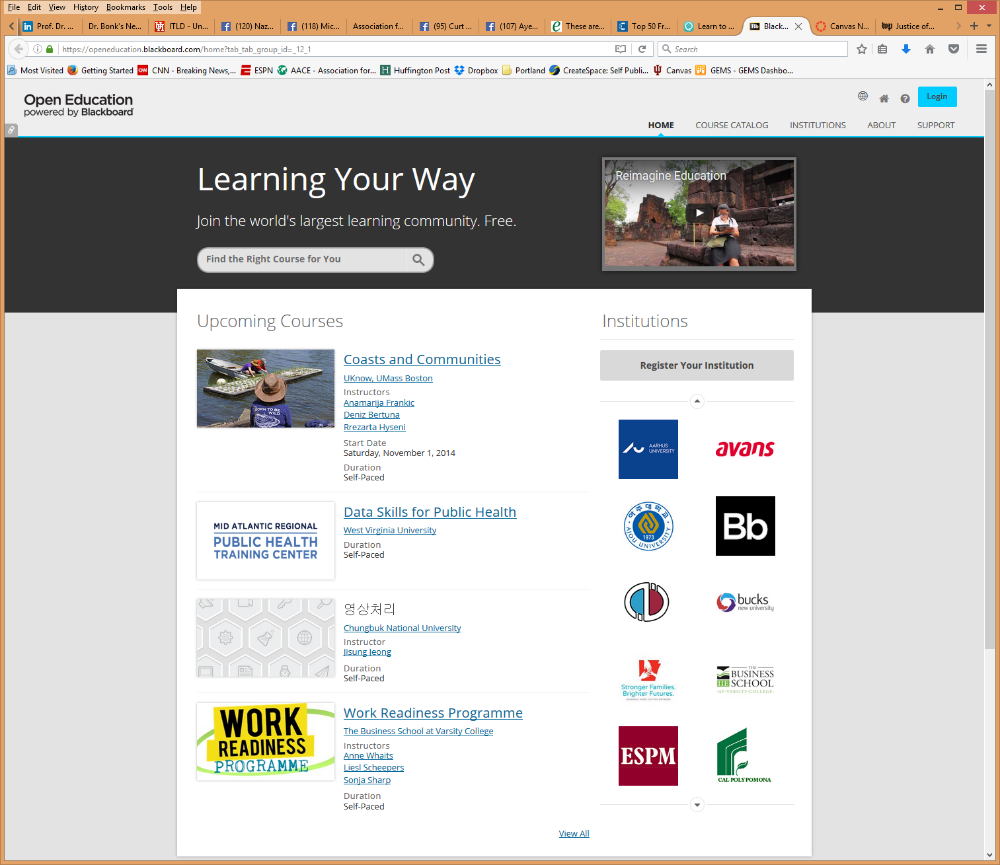 File Edit View History Bookmarks Tools Help
Prof. Dr. ... Dr. Bonk's Ne... ITLD - Un... (120) Naz... (118) Mic... Association f... (95) Curt ... (107) Aye... These are... Top 50 Fr... Learn to ... Black... Canvas N... Justice of...
https://openeducation.blackboard.com/home?tab_tab_group_id=_12_1 Search
Most Visited Getting Started CNN - Breaking News,... ESPN AACE - Association for... Huffington Post Dropbox Portland CreateSpace: Self Publi... Canvas GEMS - GEMS Dashbo...
Open Education
powered by Blackboard
Login
HOME COURSE CATALOG INSTITUTIONS ABOUT SUPPORT
Learning Your Way
Join the world's largest learning community. Free.
Find the Right Course for You
Reimagine Education
Upcoming Courses
BORN TO BE
WILD
Coasts and Communities
UKnow, UMass Boston
Instructors
Anamarija Frankic
Deniz Bertuna
Rrezarta Hyseni
Start Date
Saturday, November 1, 2014
Duration
Self-Paced
MID ATLANTIC REGIONAL
PUBLIC HEALTH
TRAINING CENTER
Data Skills for Public Health
West Virginia University
Duration
Self-Paced
영상처리
Chungbuk National University
Instructor
Jisung Jeong
Duration
Self-Paced
WORK
READINESS
PROGRAMME
Work Readiness Programme
The Business School at Varsity College
Instructors
Anne Whaits
Liesl Scheepers
Sonja Sharp
Duration
Self-Paced
View All
Institutions
Register Your Institution
AARHUS
UNIVERSITY
avans
아주대학교
1973
AJOU UNIVERSITY
Bb
bucks
new university
Stronger Families.
Brighter Futures.
THE
BUSINESS
SCHOOL
AT·VARSITY·COLLEGE
ESPM
CAL POLY POMONA